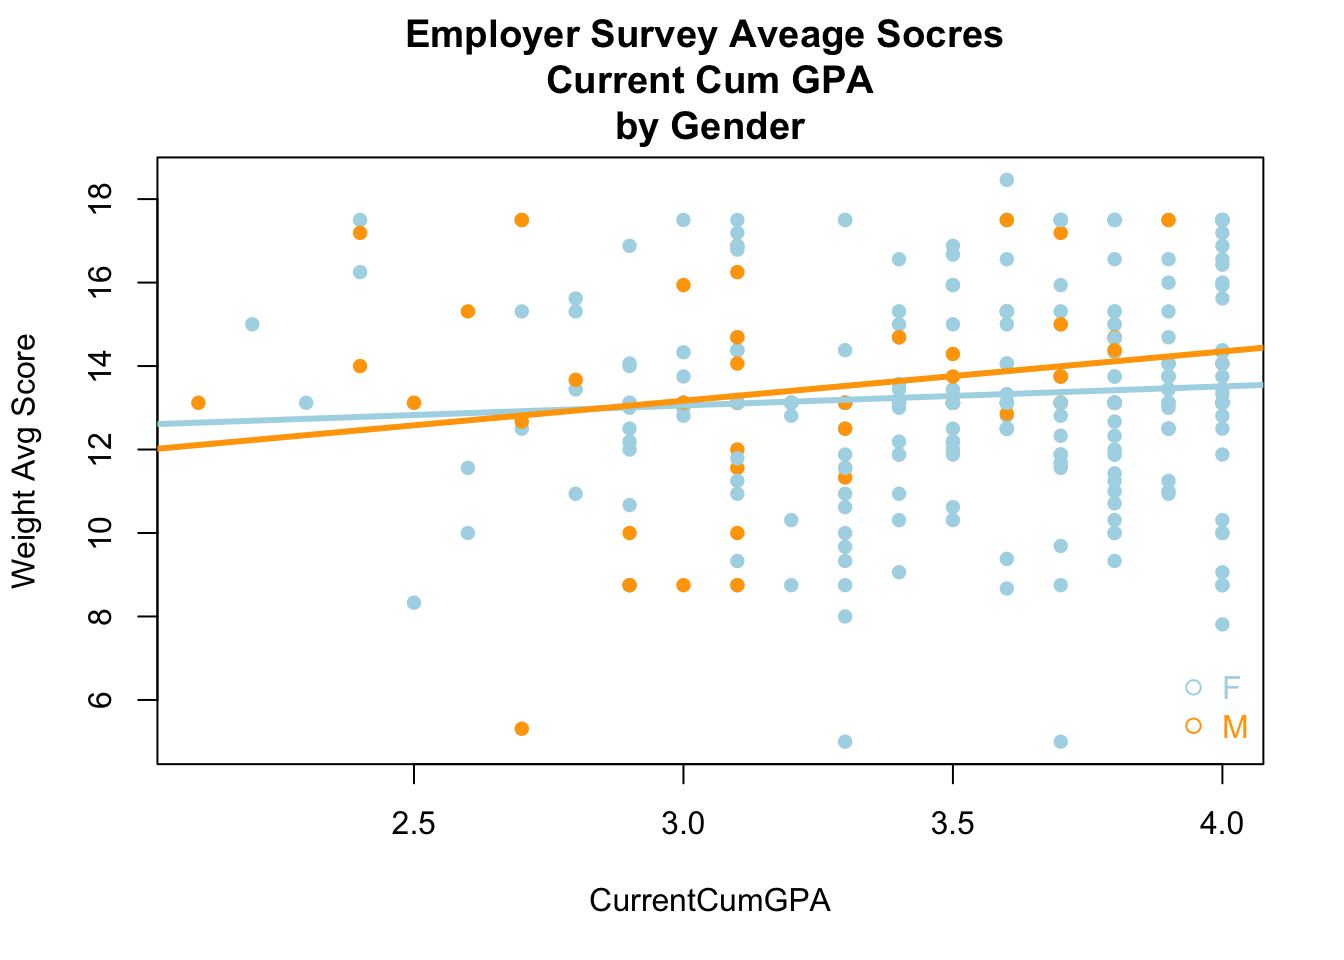 Employer Survey Aveage Socres
Current Cum GPA
by Gender
Weight Avg Score
18
16
14
12
10
8
6
F
M
2.5 3.0 3.5 4.0
CurrentCumGPA